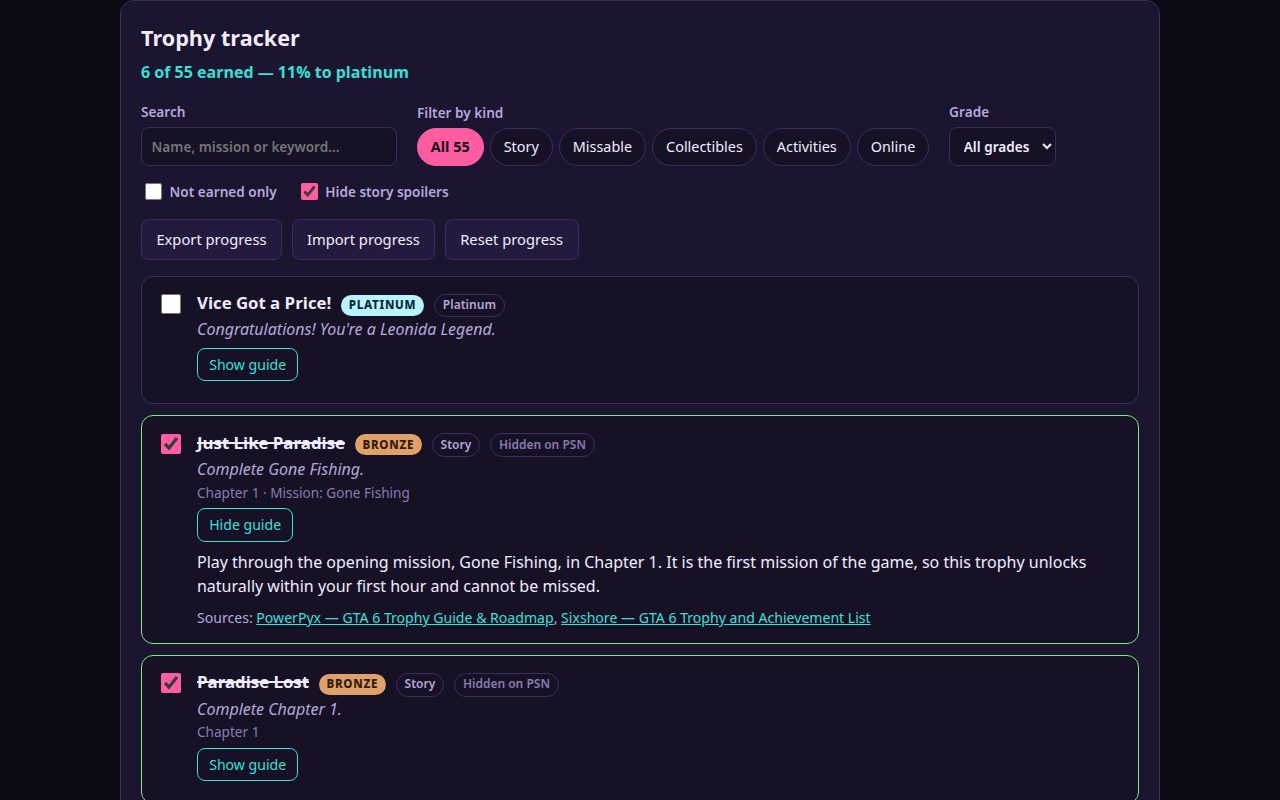 Trophy tracker
6 of 55 earned — 11% to platinum
Search
Filter by kind
Grade
Name, mission or keyword...
All 55
Story
Missable
Collectibles
Activities
Online
All grades
Not earned only
Hide story spoilers
Export progress
Import progress
Reset progress
Vice Got a Price! PLATINUM Platinum
Congratulations! You're a Leonida Legend.
Show guide
Just Like Paradise BRONZE Story Hidden on PSN
Complete Gone Fishing.
Chapter 1 · Mission: Gone Fishing
Hide guide
Play through the opening mission, Gone Fishing, in Chapter 1. It is the first mission of the game, so this trophy unlocks
naturally within your first hour and cannot be missed.
Sources: PowerPyx — GTA 6 Trophy Guide & Roadmap, Sixshore — GTA 6 Trophy and Achievement List
Paradise Lost BRONZE Story Hidden on PSN
Complete Chapter 1.
Chapter 1
Show guide